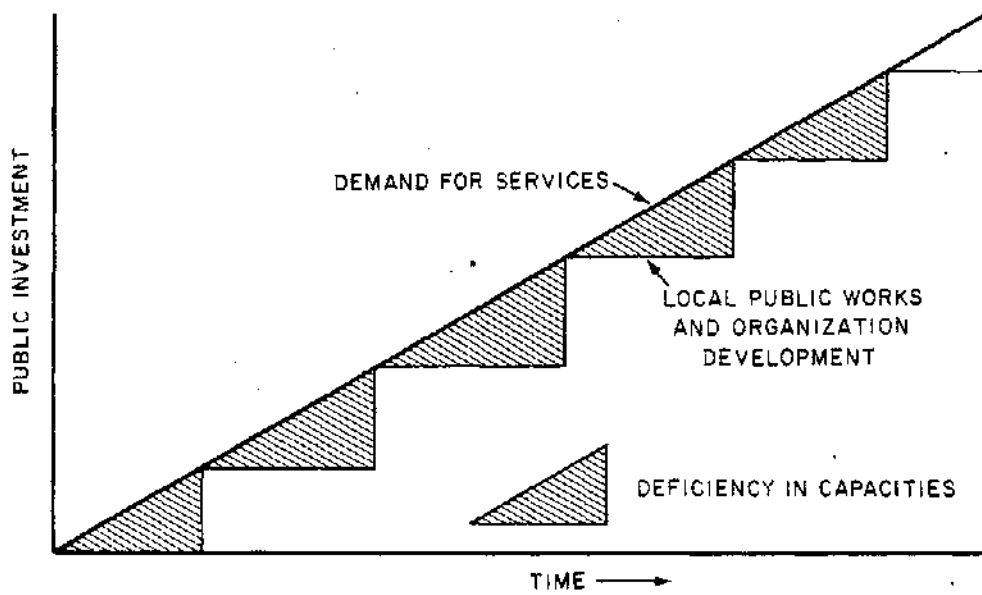 DEMAND FOR SERVICES
PUBLIC INVESTMENT
LOCAL PUBLIC WORKS
AND ORGANIZATION
DEVELOPMENT
DEFICIENCY IN CAPACITIES
TIME